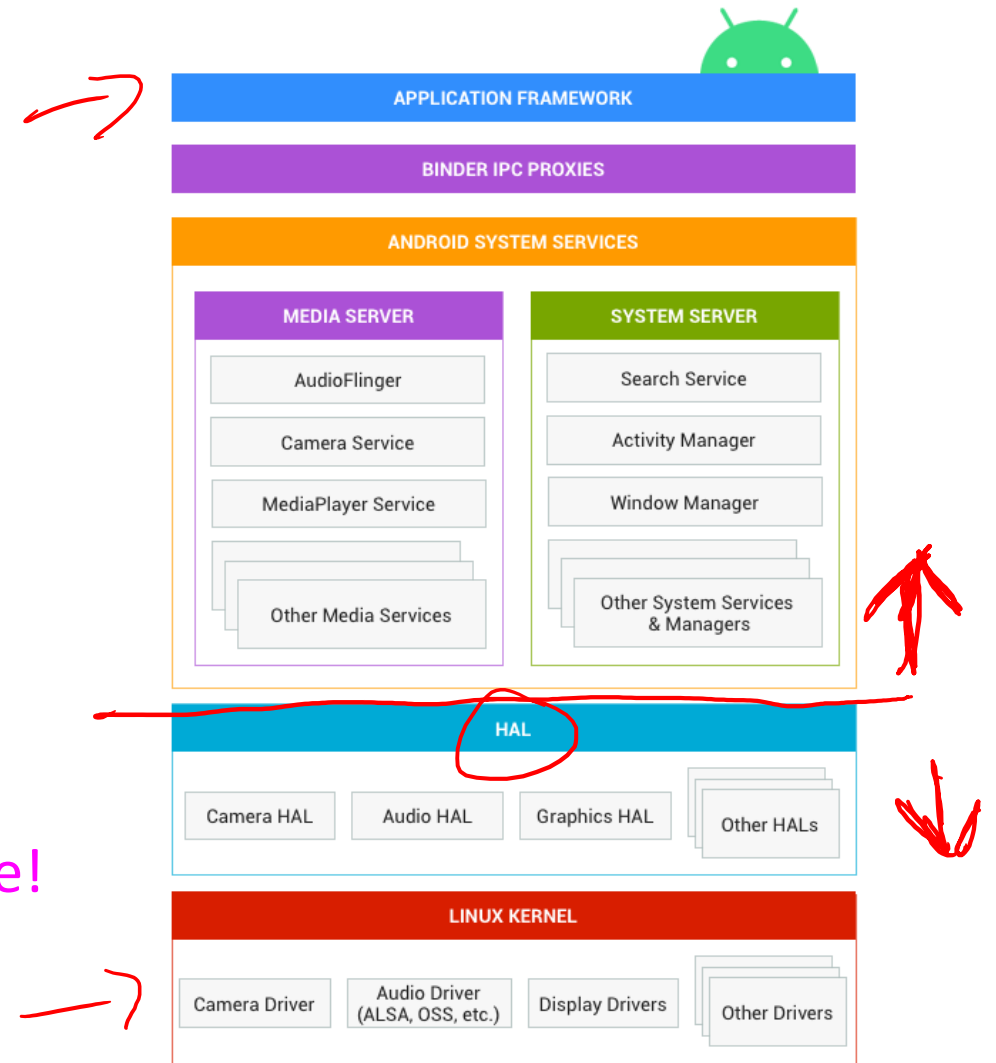 APPLICATION FRAMEWORK
BINDER IPC PROXIES
ANDROID SYSTEM SERVICES
MEDIA SERVER
AudioFlinger
Camera Service
MediaPlayer Service
Other Media Services
SYSTEM SERVER
Search Service
Activity Manager
Window Manager
Other System Services
& Managers
HAL
Camera HAL
Audio HAL
Graphics HAL
Other HALs
e!
LINUX KERNEL
Camera Driver
Audio Driver
(ALSA, OSS, etc.)
Display Drivers
Other Drivers